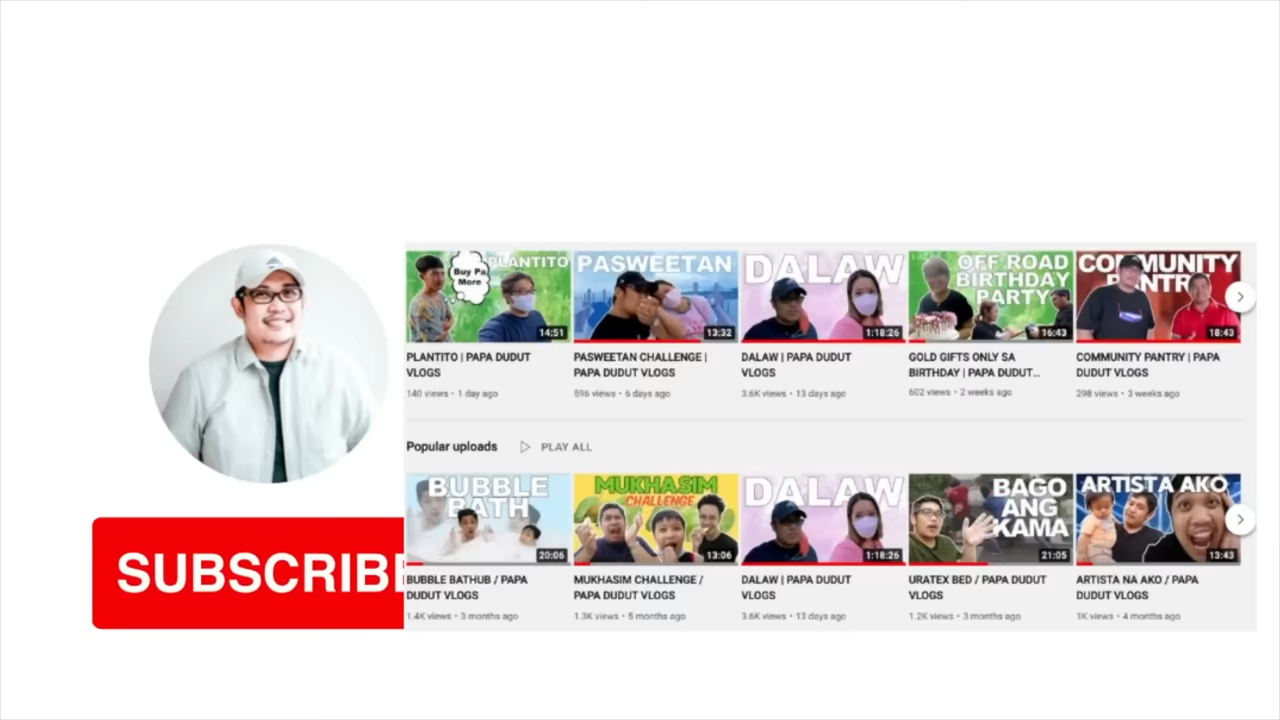 Buy Pa
More
PLANTITO
14:51
PASWEETAN
13:32
DALAW
1:18:26
OFF ROAD
BIRTHDAY
PARTY
16:43
COMMUNITY
PANTRY
18:43
PLANTITO | PAPA DUDUT
VLOGS
140 views • 1 day ago
PASWEETAN CHALLENGE |
PAPA DUDUT VLOGS
596 views • 6 days ago
DALAW | PAPA DUDUT
VLOGS
3.6K views • 13 days ago
GOLD GIFTS ONLY SA
BIRTHDAY | PAPA DUDUT...
602 views • 2 weeks ago
COMMUNITY PANTRY | PAPA
DUDUT VLOGS
298 views • 3 weeks ago
Popular uploads PLAY ALL
BUBBLE
BATH
20:06
MUKHASIM
CHALLENGE
13:06
DALAW
1:18:26
BAGO
ANG
KAMA
21:05
ARTISTA AKO
13:43
BUBBLE BATHUB / PAPA
DUDUT VLOGS
1.4K views • 3 months ago
MUKHASIM CHALLENGE /
PAPA DUDUT VLOGS
1.3K views • 5 months ago
DALAW | PAPA DUDUT
VLOGS
3.6K views • 13 days ago
URATEX BED / PAPA DUDUT
VLOGS
1.2K views • 3 months ago
ARTISTA NA AKO / PAPA
DUDUT VLOGS
1K views • 4 months ago
SUBSCRIBE